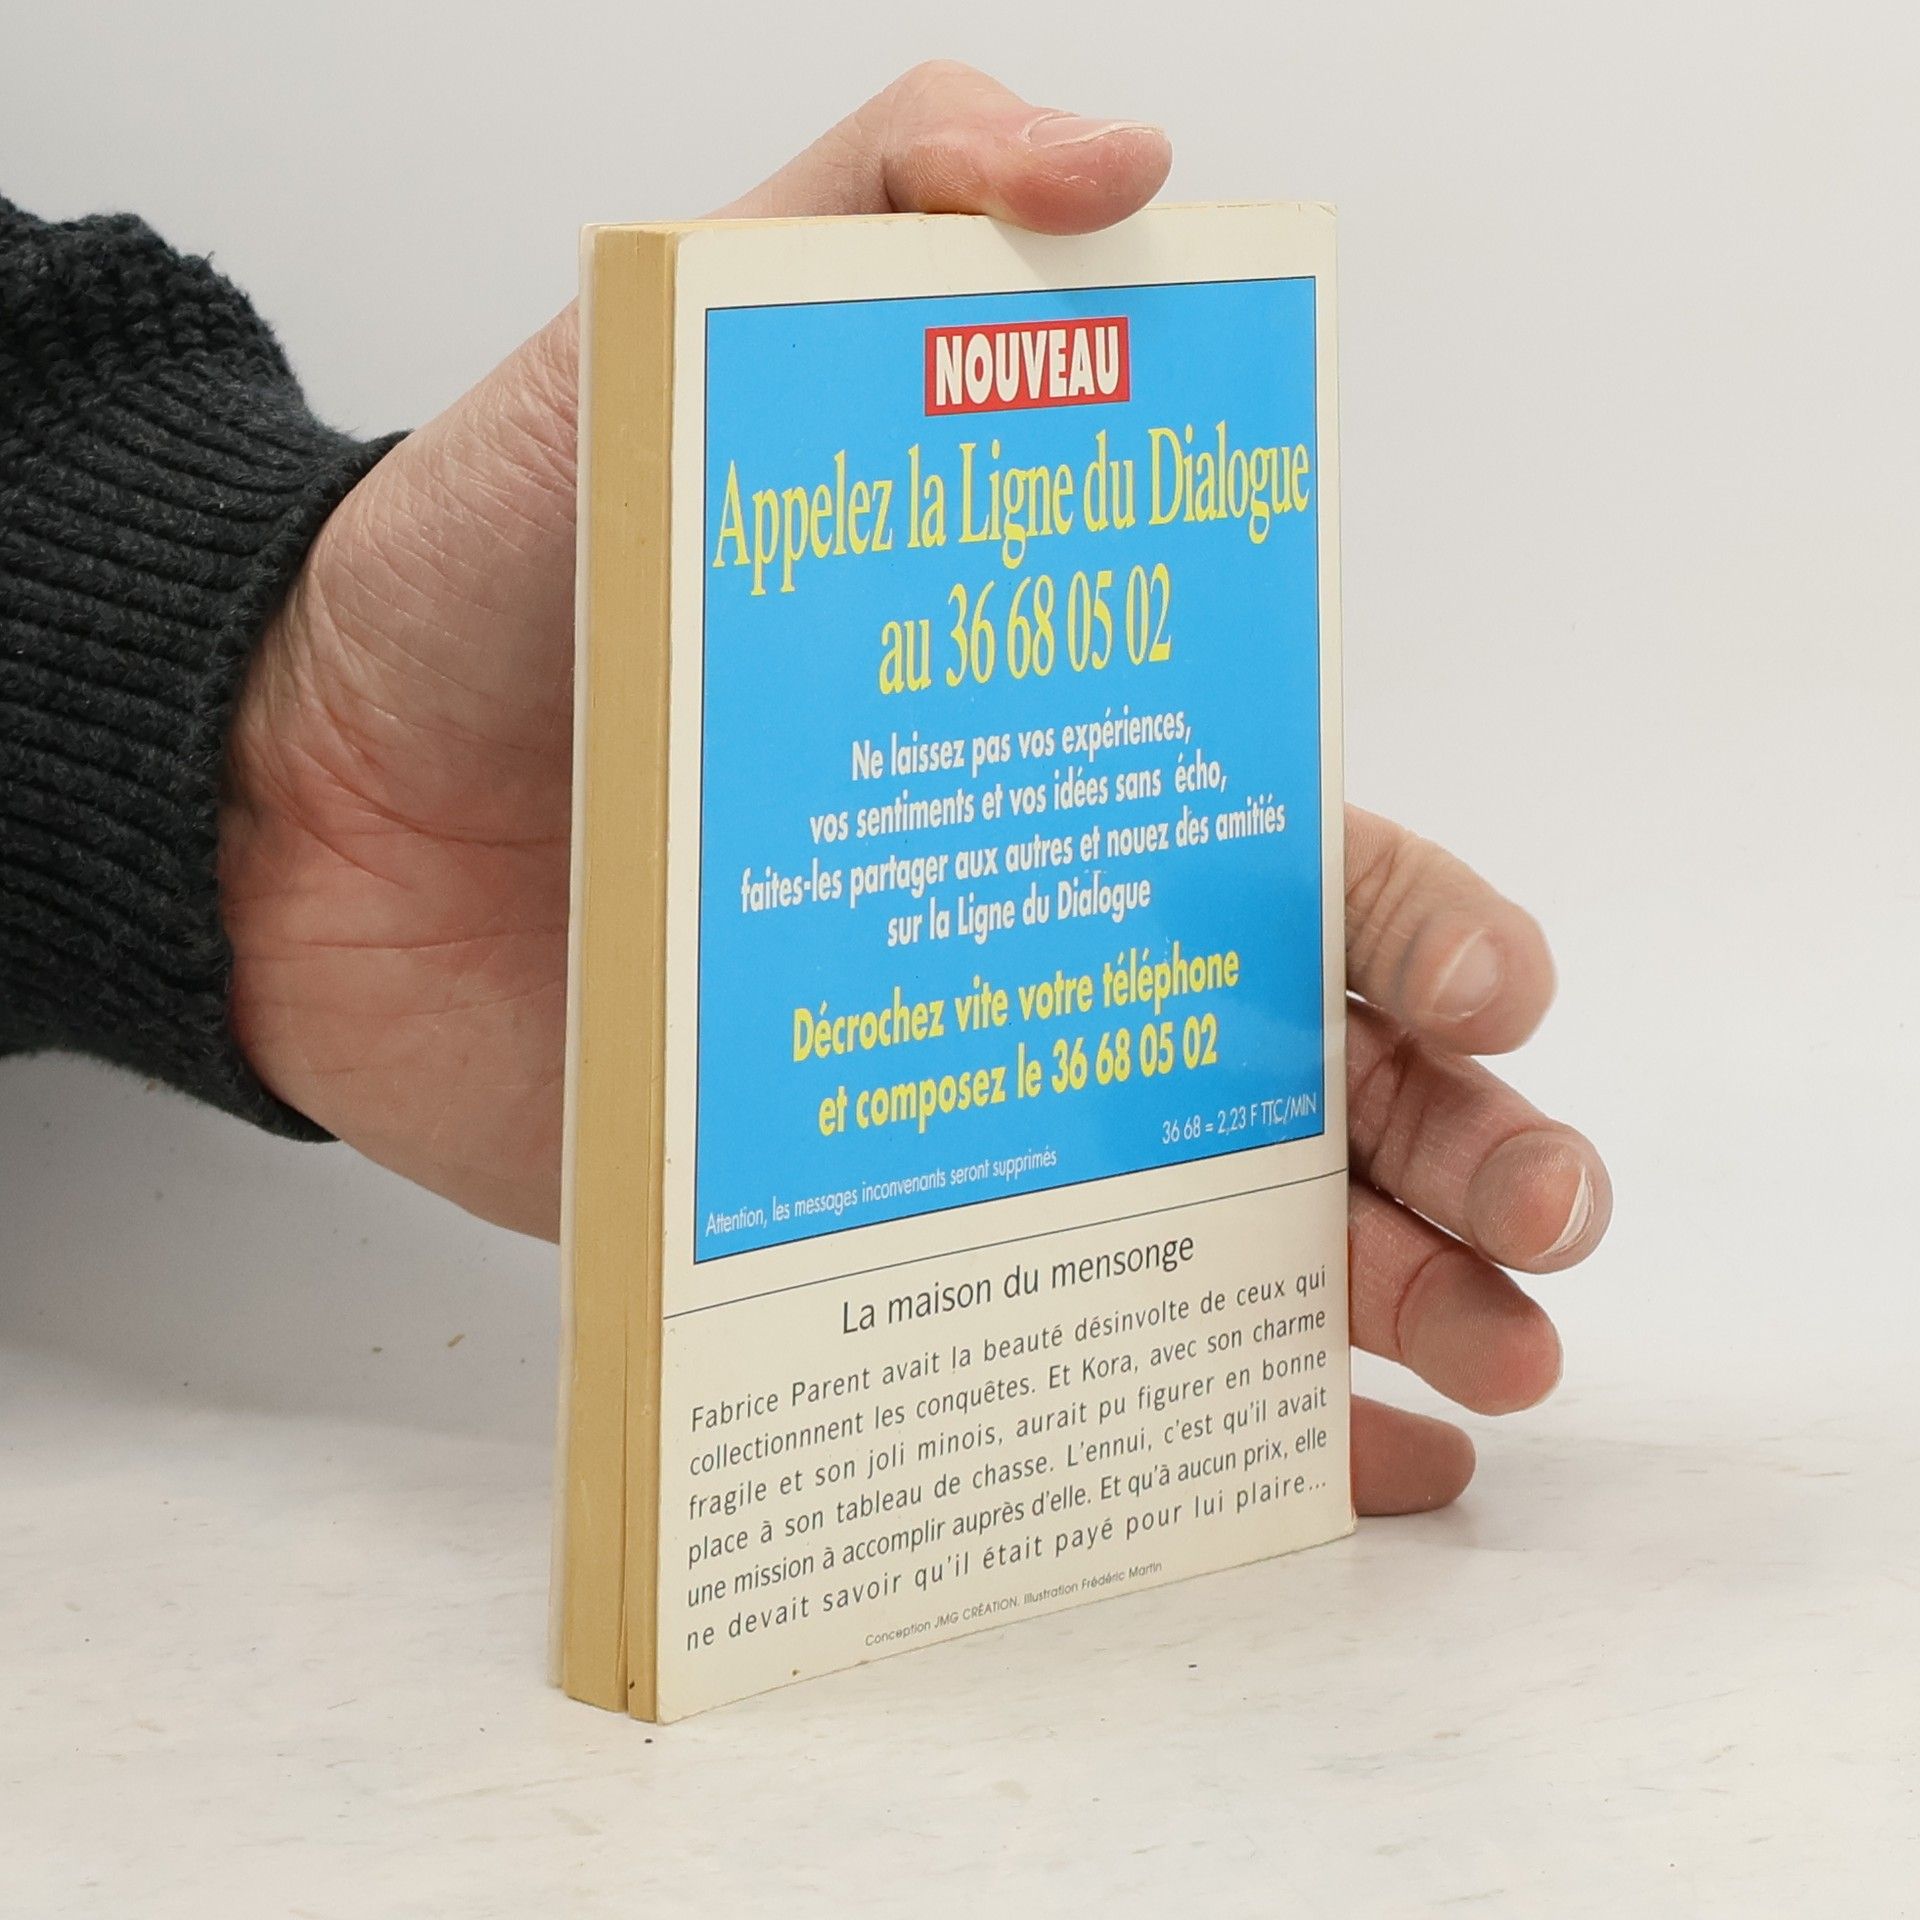 NOUVEAU
Appelez la Ligne du Dialogue
au 36 68 05 02
Ne laissez pas vos expériences,
vos sentiments et vos idées sans écho,
faites-les partager aux autres et nouez des amitiés
sur la Ligne du Dialogue
Décrochez vite votre téléphone
et composez le 36 68 05 02
36 68 = 2,23 F TTC/MIN
Attention, les messages inconvenants seront supprimés
La maison du mensonge
Fabrice Parent avait la beauté désinvolte de ceux qui
collectionnnent les conquêtes. Et Kora, avec son charme
fragile et son joli minois, aurait pu figurer en bonne
place à son tableau de chasse. L'ennui, c'est qu'il avait
une mission à accomplir auprès d'elle. Et qu'à aucun prix, elle
ne devait savoir qu'il était payé pour lui plaire...
Conception JMG CRÉATION. Illustration Frédéric Martin